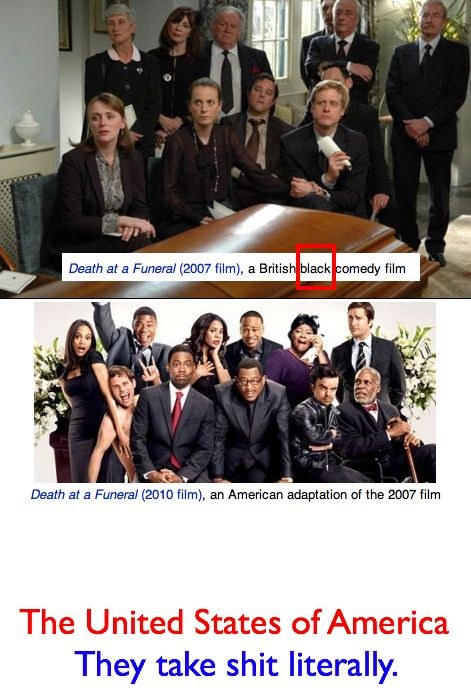 Death at a Funeral (2007 film), a British black comedy film
Death at a Funeral (2010 film), an American adaptation of the 2007 film
The United States of America
They take shit literally.